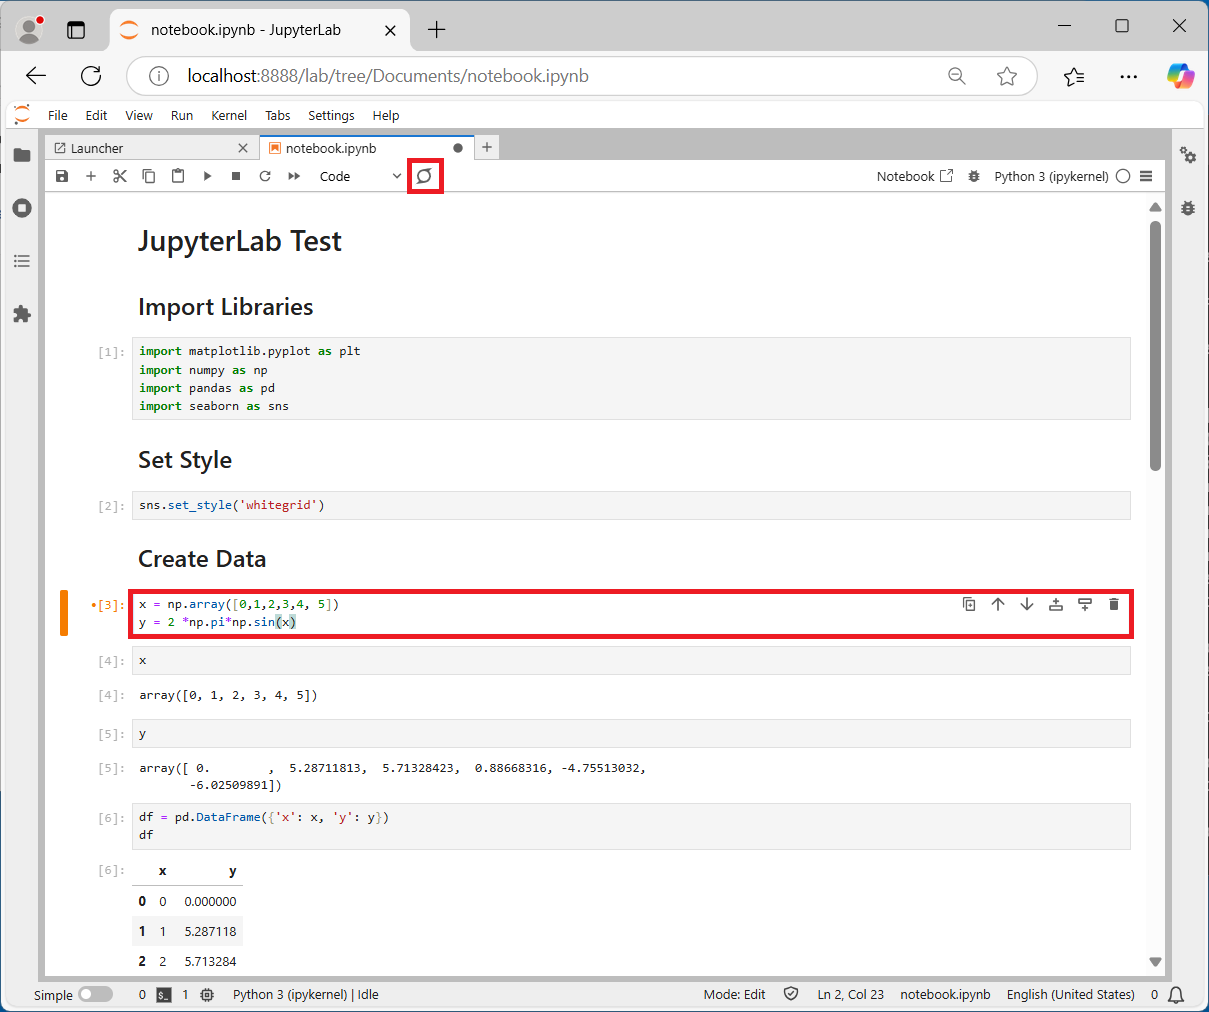 notebook.ipynb - JupyterLab
localhost:8888/lab/tree/Documents/notebook.ipynb
File Edit View Run Kernel Tabs Settings Help
Launcher notebook.ipynb
Code Notebook Python 3 (ipykernel)
JupyterLab Test
Import Libraries
[1]: import matplotlib.pyplot as plt
import numpy as np
import pandas as pd
import seaborn as sns
Set Style
[2]: sns.set_style('whitegrid')
Create Data
[3]: x = np.array([0,1,2,3,4, 5])
y = 2 *np.pi*np.sin(x)
[4]: x
[4]: array([0, 1, 2, 3, 4, 5])
[5]: y
[5]: array([ 0.        ,  5.28711813,  5.71328423,  0.88668316, -4.75513032,
-6.02509891])
[6]: df = pd.DataFrame({'x': x, 'y': y})
df
[6]: x y
0 0 0.000000
1 1 5.287118
2 2 5.713284
Simple 0 $_ 1 Python 3 (ipykernel) | Idle Mode: Edit Ln 2, Col 23 notebook.ipynb English (United States) 0